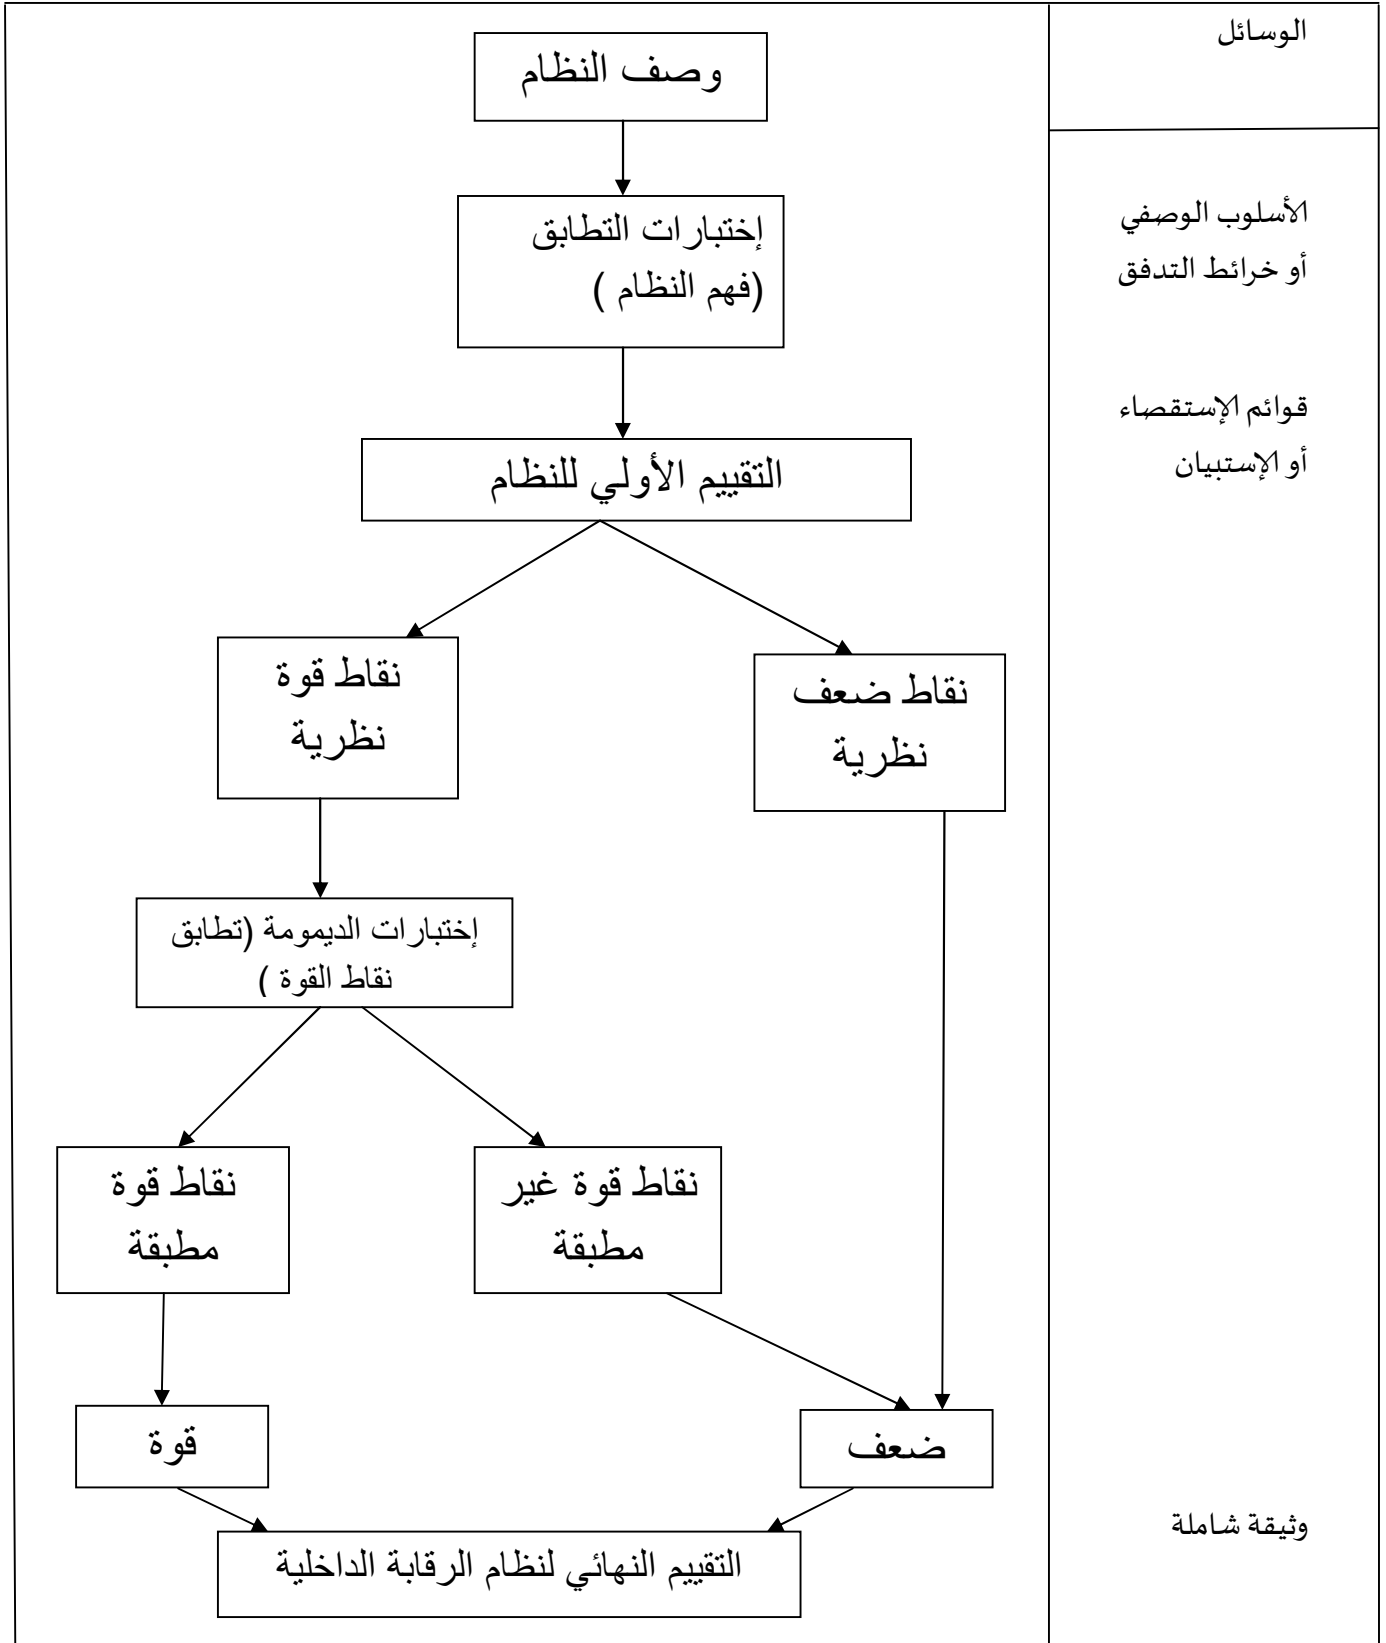 الوسائل
وصف النظام
إختبارات التطابق
(فهم النظام )
الأسلوب الوصفي
أو خرائط التدفق
قوائم الإستقصاء
أو الإستبيان
التقييم الأولي للنظام
نقاط ضعف
نظرية
نقاط قوة
نظرية
إختبارات الديمومة (تطابق
نقاط القوة )
نقاط قوة غير
مطبقة
نقاط قوة
مطبقة
ضعف
قوة
وثيقة شاملة
التقييم النهائي لنظام الرقابة الداخلية